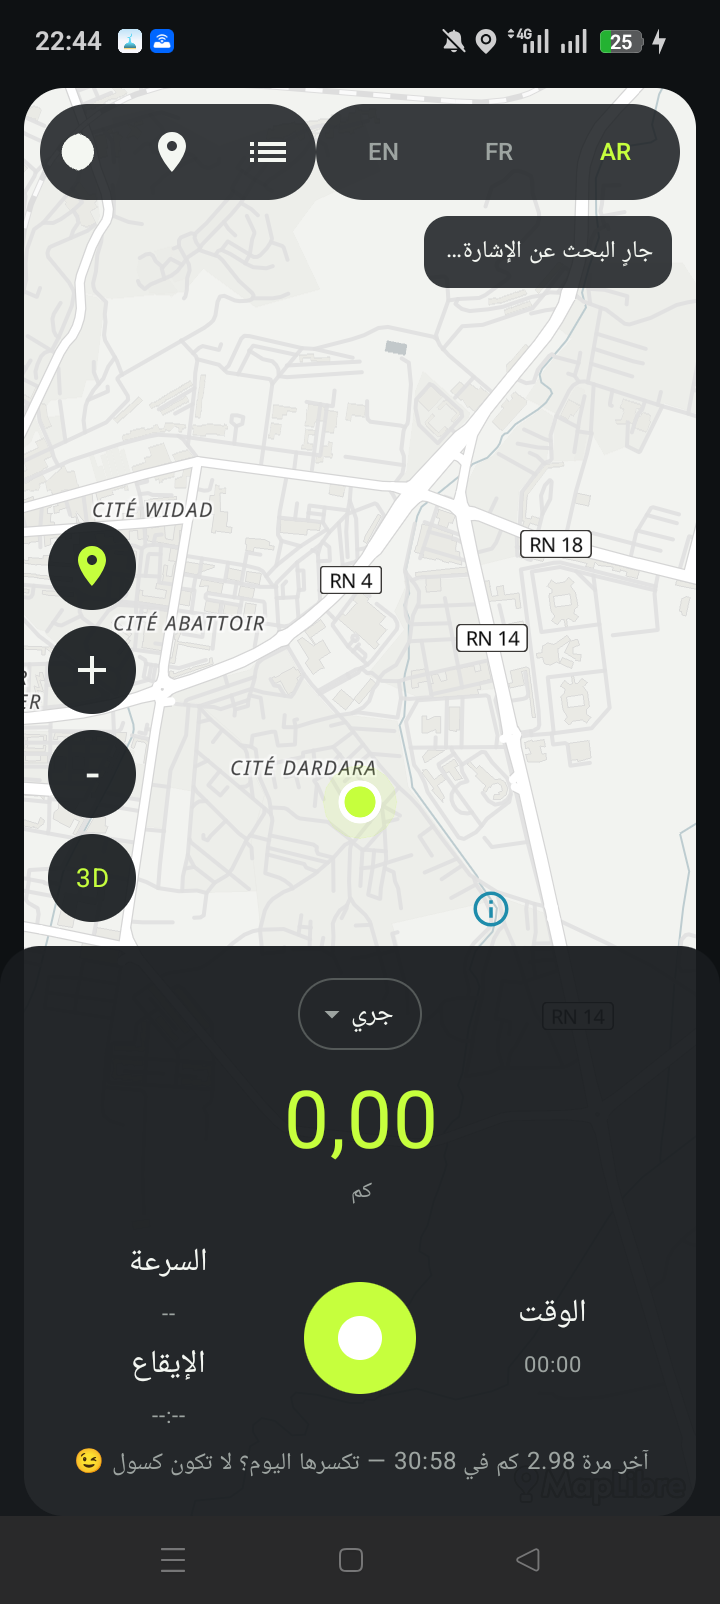 22:44
4G
25
EN FR AR
جارٍ البحث عن الإشارة...
CITÉ WIDAD
RN 18
RN 4
CITÉ ABATTOIR
RN 14
ER
+
-
CITÉ DARDARA
3D
جري
RN 14
0,00
كم
السرعة
--
الوقت
00:00
الإيقاع
--:--
آخر مرة 2.98 كم في 30:58 — تكسرها اليوم؟ لا تكون كسول 😉
MapLibre